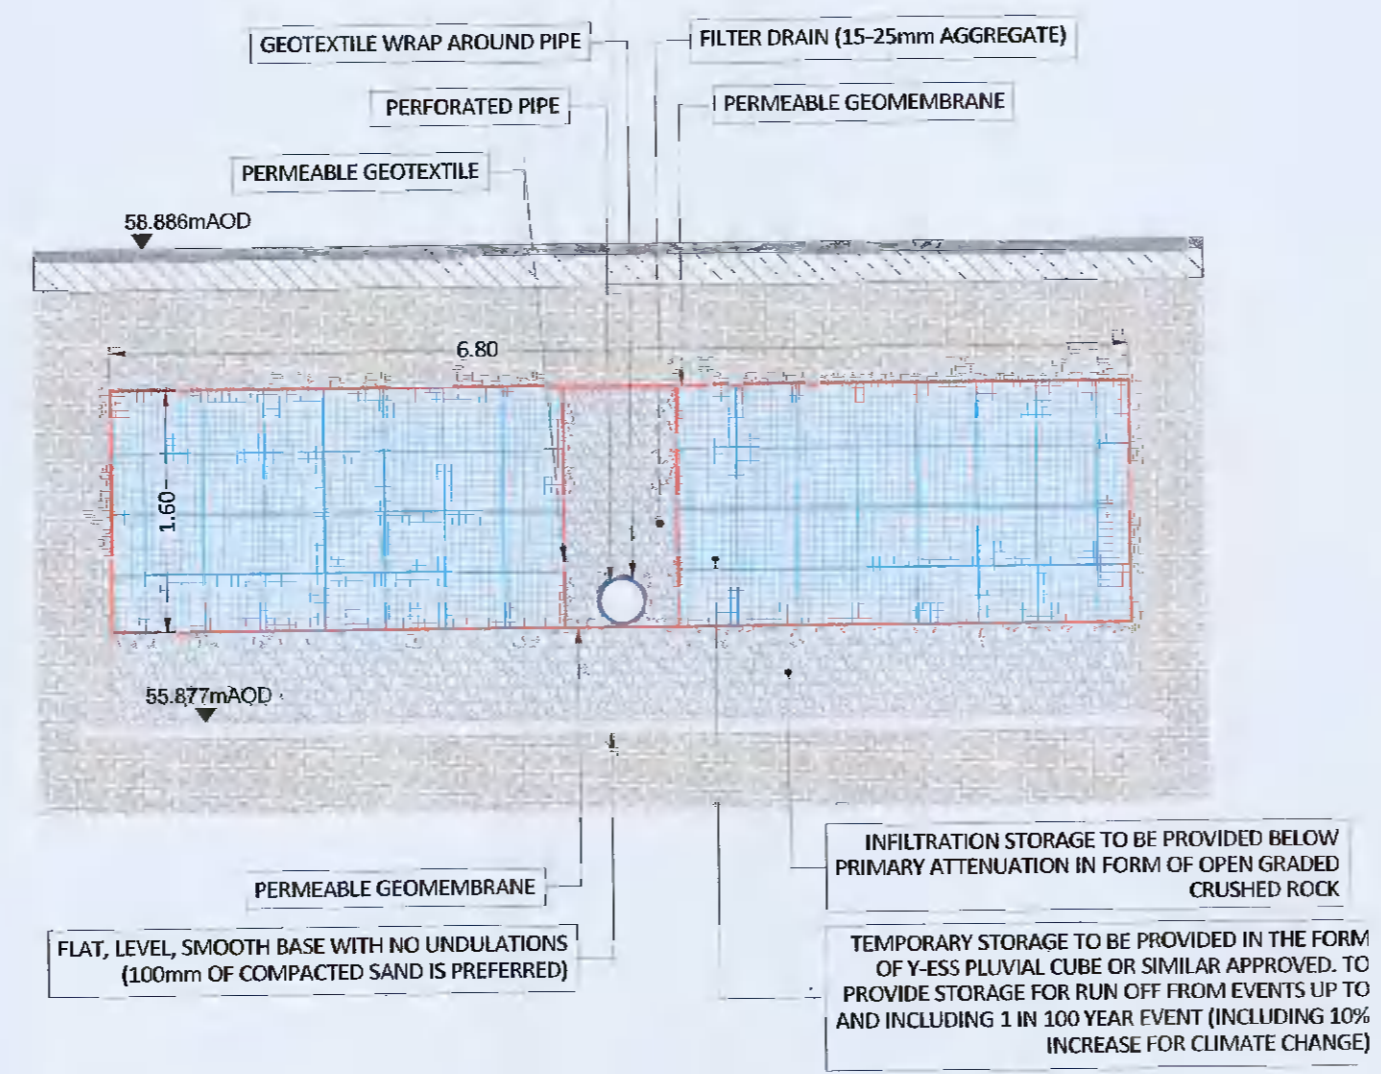 GEOTEXTILE WRAP AROUND PIPE
FILTER DRAIN (15-25mm AGGREGATE)
PERFORATED PIPE
PERMEABLE GEOMEMBRANE
PERMEABLE GEOTEXTILE
58.886mAOD
6.80
1.60
55.877mAOD
INFILTRATION STORAGE TO BE PROVIDED BELOW
PRIMARY ATTENUATION IN FORM OF OPEN GRADED
CRUSHED ROCK
PERMEABLE GEOMEMBRANE
FLAT, LEVEL, SMOOTH BASE WITH NO UNDULATIONS
(100mm OF COMPACTED SAND IS PREFERRED)
TEMPORARY STORAGE TO BE PROVIDED IN THE FORM
OF Y-ESS PLUVIAL CUBE OR SIMILAR APPROVED. TO
PROVIDE STORAGE FOR RUN OFF FROM EVENTS UP TO
AND INCLUDING 1 IN 100 YEAR EVENT (INCLUDING 10%
INCREASE FOR CLIMATE CHANGE)